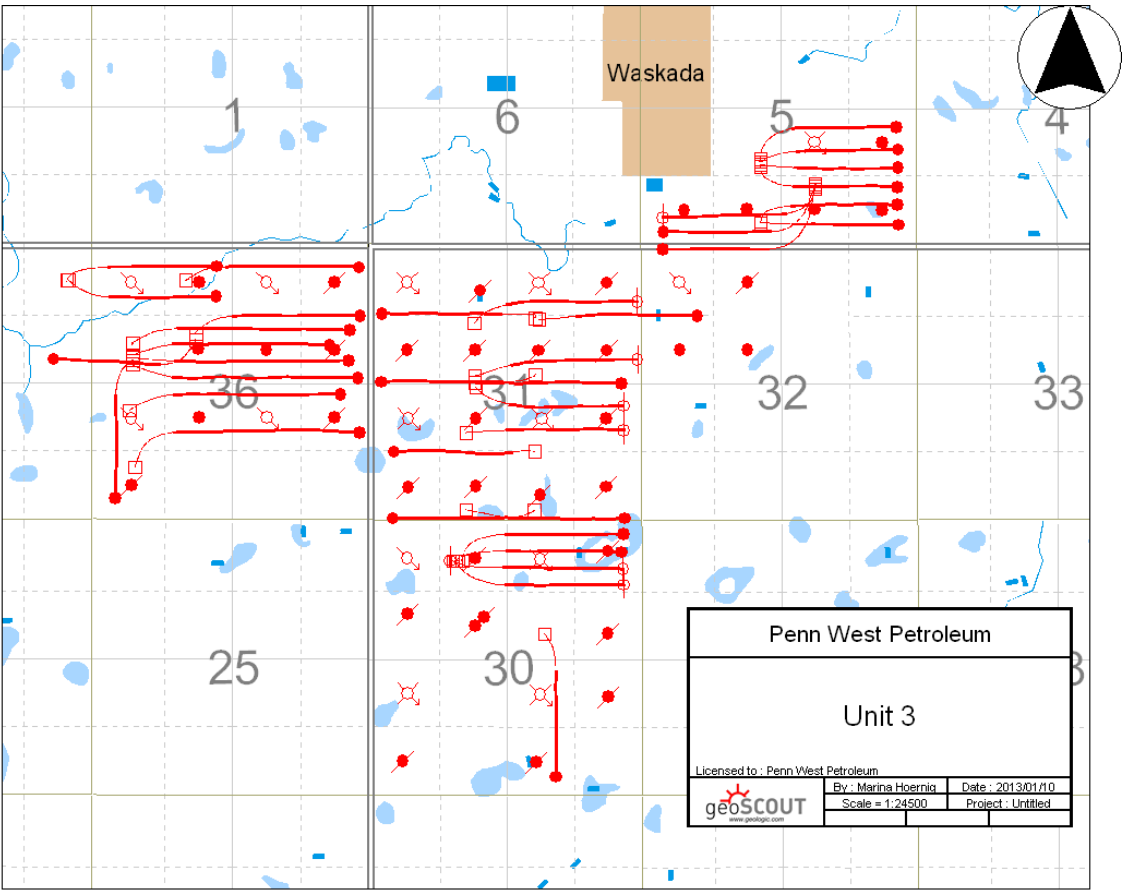 Waskada
1
6
5
4
36
31
32
33
25
30
3
Penn West Petroleum
Unit 3
Licensed to : Penn West Petroleum
geoSCOUT
www.geologic.com
By : Marina Hoernig
Date : 2013/01/10
Scale = 1:24500
Project : Untitled